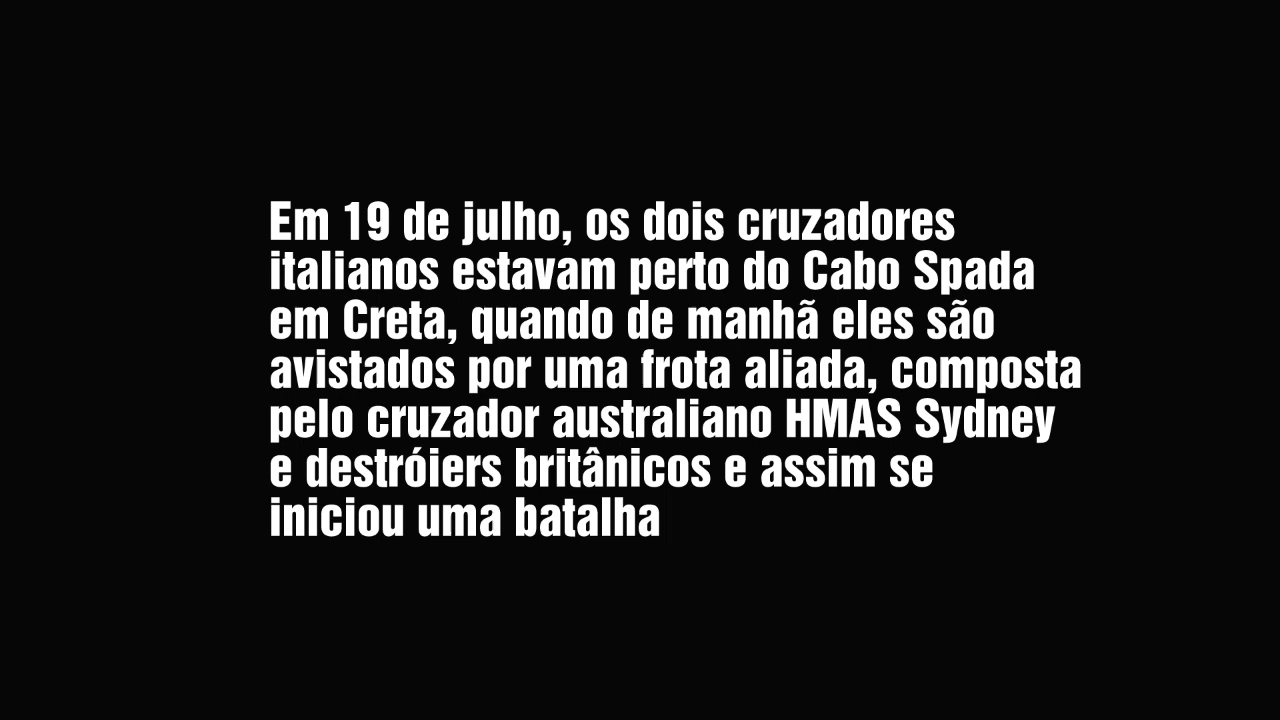 Em 19 de julho, os dois cruzadores
italianos estavam perto do Cabo Spada
em Creta, quando de manhã eles são
avistados por uma frota aliada, composta
pelo cruzador australiano HMAS Sydney
e destróiers britânicos e assim se
iniciou uma batalha